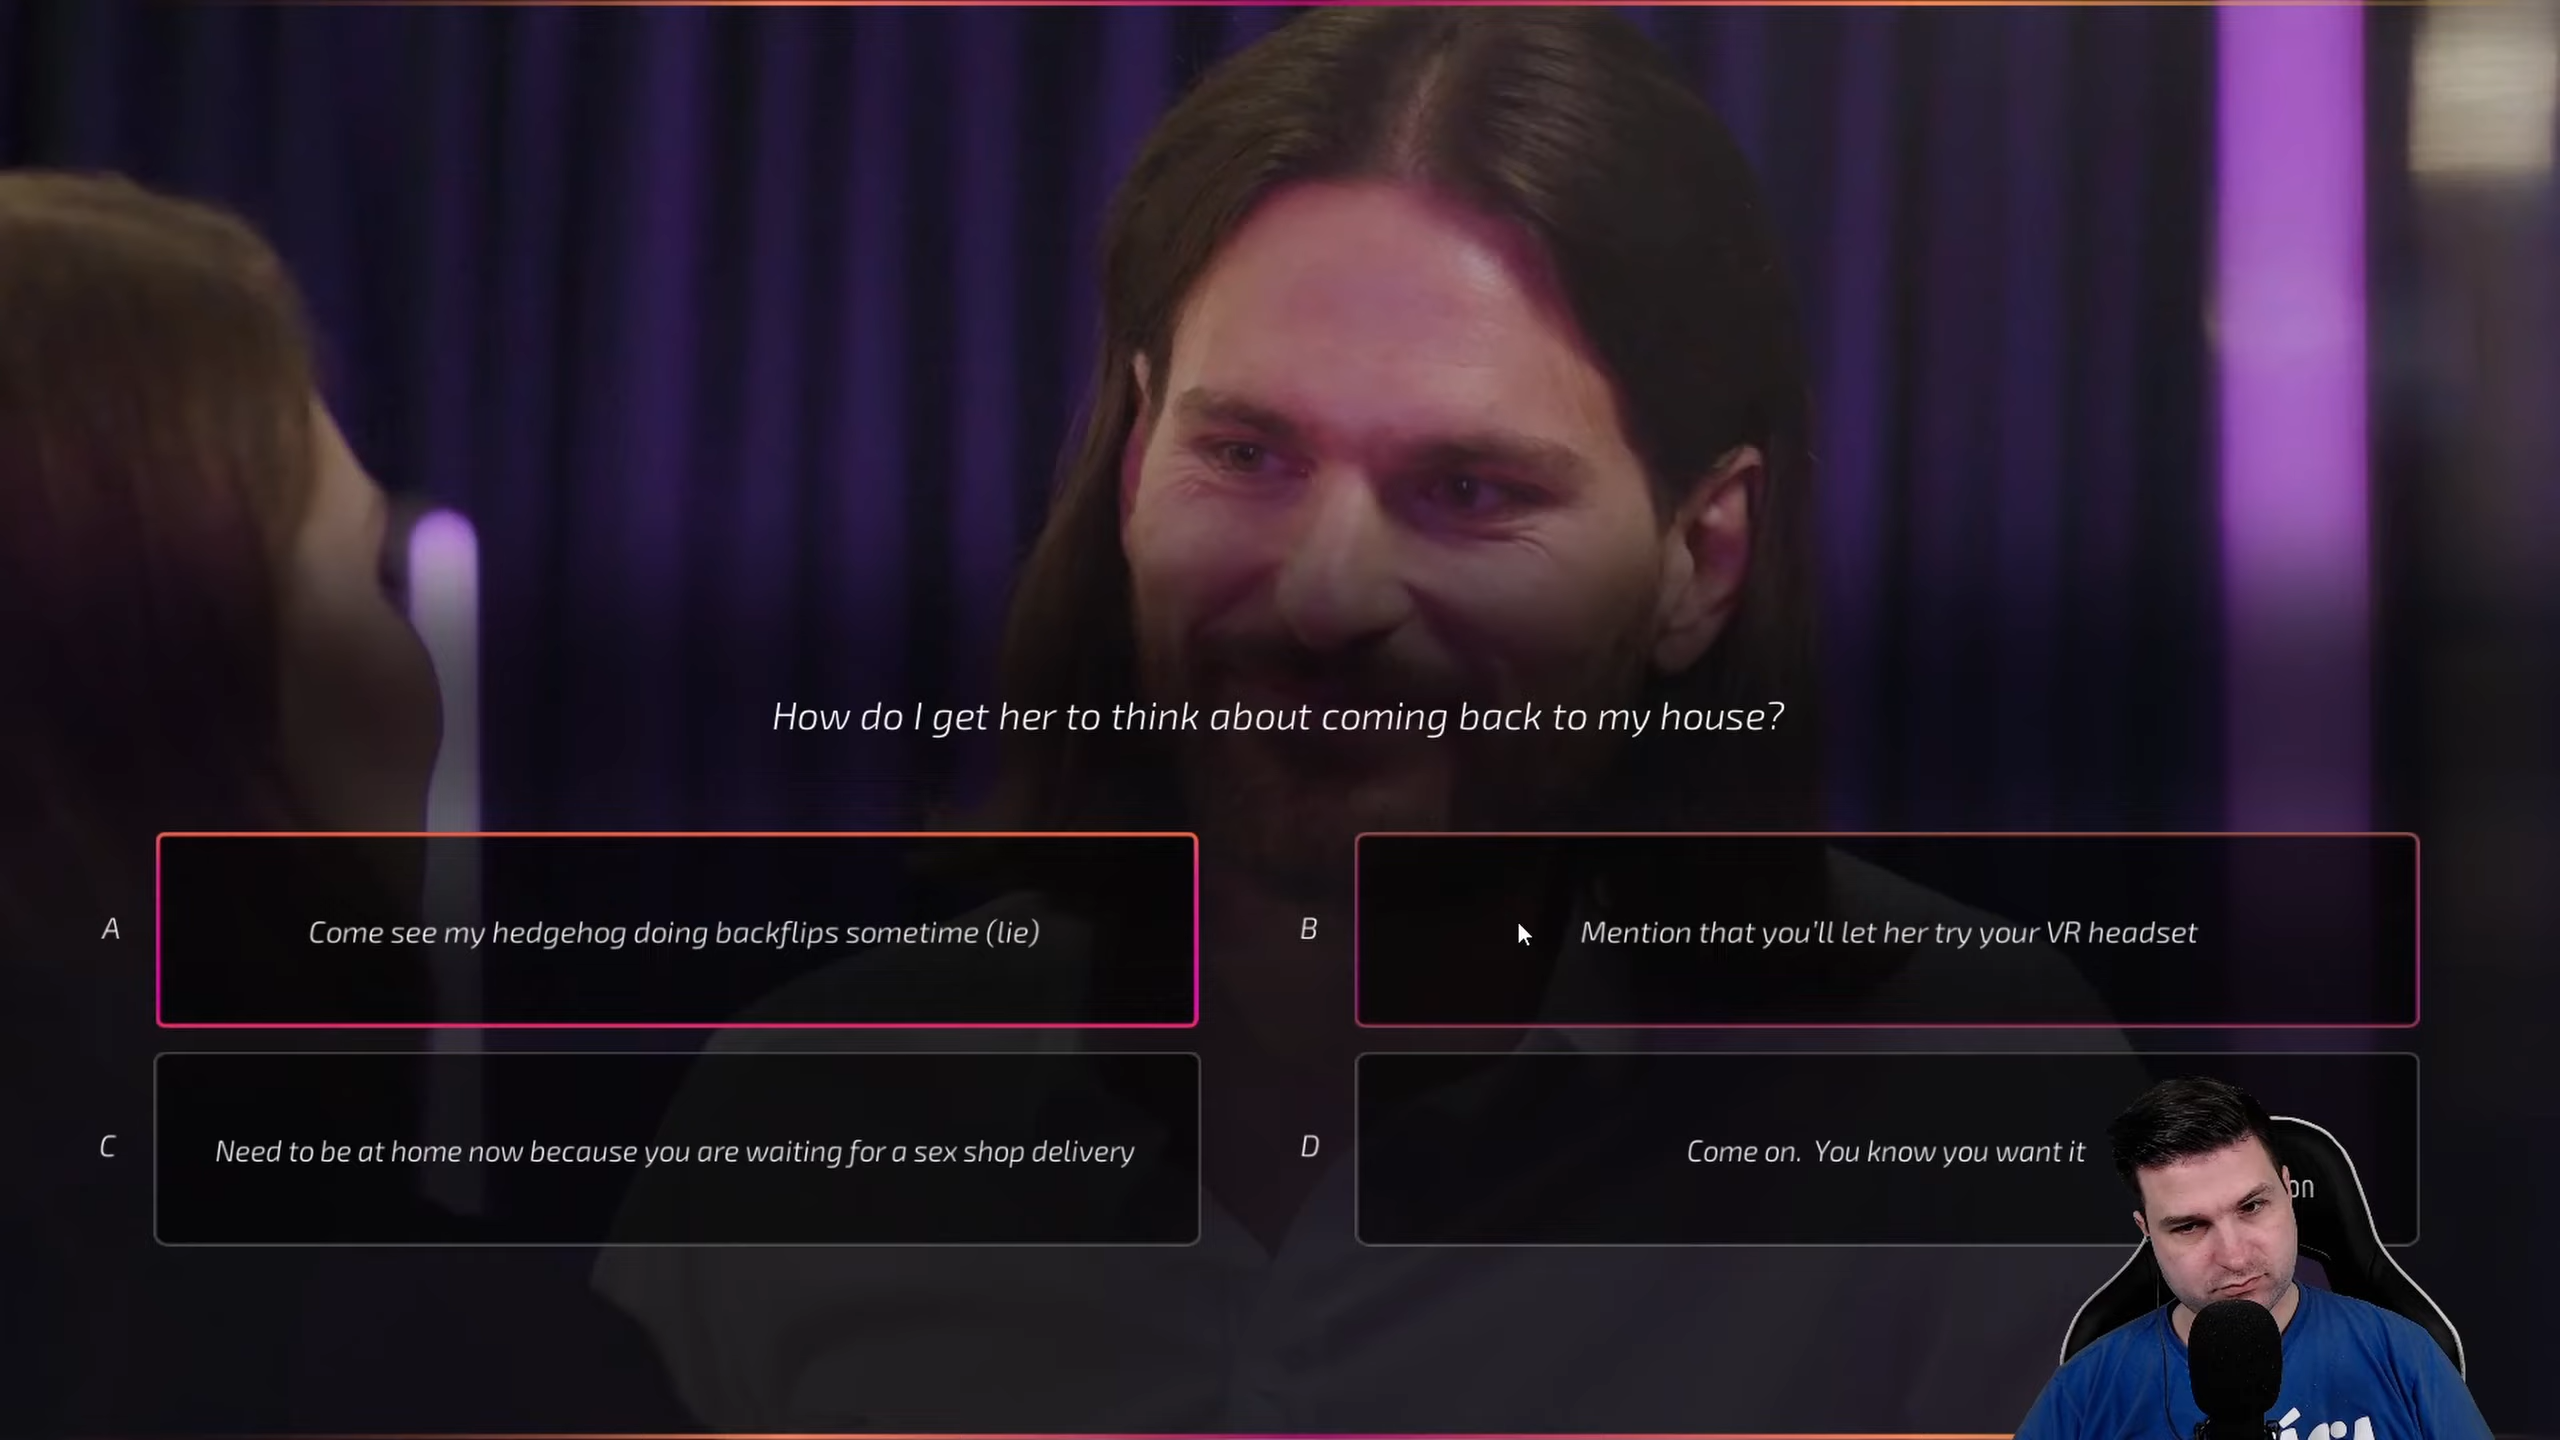 How do I get her to think about coming back to my house?
A
Come see my hedgehog doing backflips sometime (lie)
B
Mention that you'll let her try your VR headset
C
Need to be at home now because you are waiting for a sex shop delivery
D
Come on. You know you want it
on